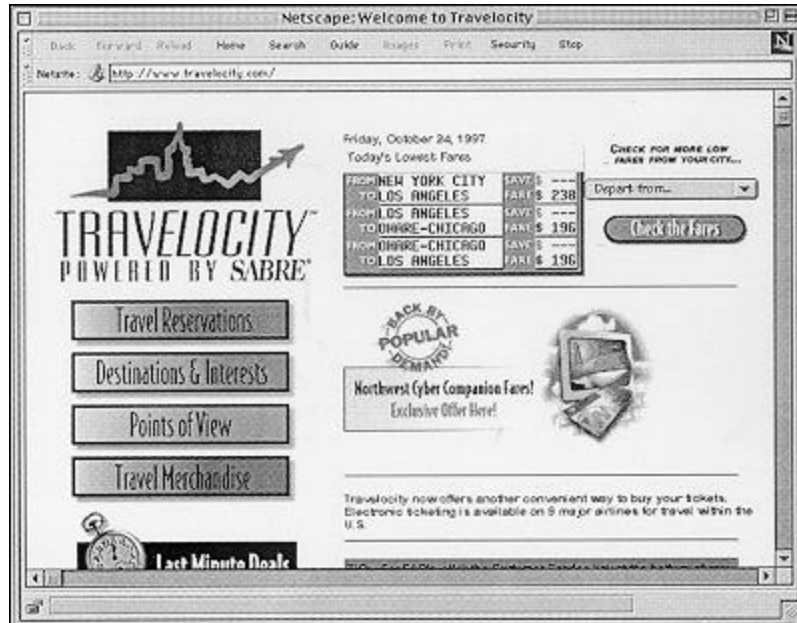 Netscape: Welcome to Travelocity
Back Forward Reload Home Search Guide Images Print Security Stop
N
Netsite: http://www.travelocity.com/
TRAVELOCITY
POWERED BY SABRE
Travel Reservations
Destinations & Interests
Points of View
Travel Merchandise
Last Minute Deals
Friday, October 24, 1997
Today's Lowest Fares
FROM NEW YORK CITY SAVE $ ---
TO LOS ANGELES FARE $ 238
FROM LOS ANGELES SAVE $ ---
TO OHARE-CHICAGO FARE $ 196
FROM OHARE-CHICAGO SAVE $ ---
TO LOS ANGELES FARE $ 196
CHECK FOR MORE LOW
FARES FROM YOUR CITY...
Depart from...
Check the Fares
BACK BY
POPULAR
DEMAND!
Northwest Cyber Companion Fares!
Exclusive Offer Here!
Travelocity now offers another convenient way to buy your tickets.
Electronic ticketing is available on 9 major airlines for travel within the
U.S.